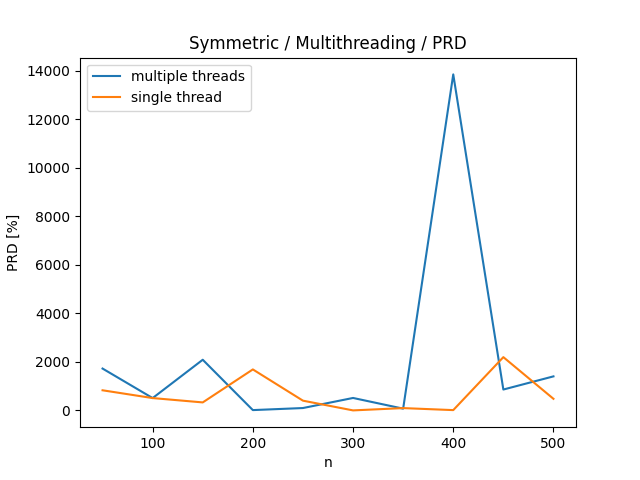 Symmetric / Multithreading / PRD
multiple threads
single thread
PRD [%]
14000
12000
10000
8000
6000
4000
2000
0
100 200 300 400 500
n